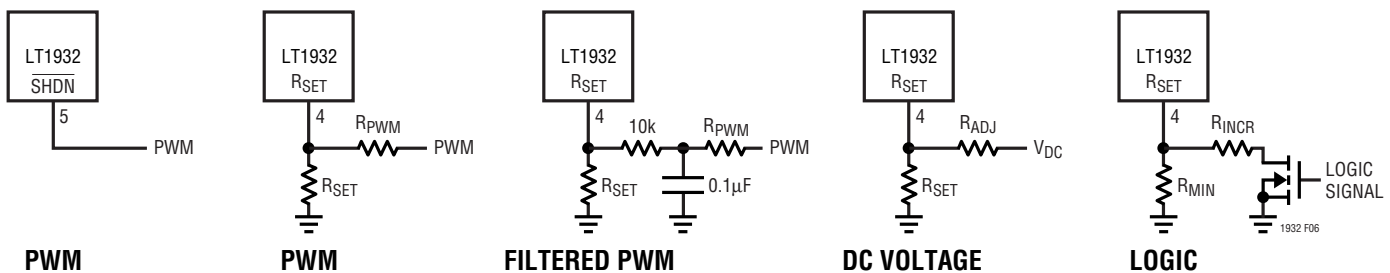 LT1932
SHDN
5
PWM
PWM
LT1932
RSET
4
RPWM
PWM
RSET
PWM
LT1932
RSET
4
10k
RPWM
PWM
RSET
0.1µF
FILTERED PWM
LT1932
RSET
4
RADJ
VDC
RSET
DC VOLTAGE
LT1932
RSET
4
RINCR
RMIN
LOGIC
SIGNAL
1932 F06
LOGIC